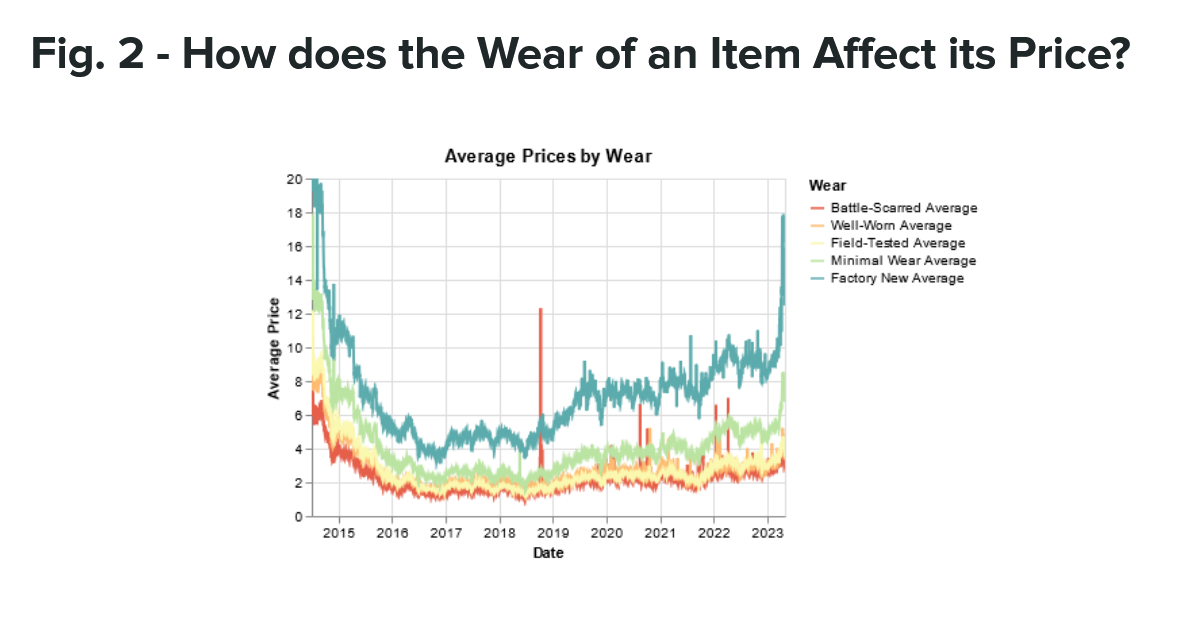 Fig. 2 - How does the Wear of an Item Affect its Price?
Average Prices by Wear
20
18
16
14
12
10
8
6
4
2
0
Average Price
2015 2016 2017 2018 2019 2020 2021 2022 2023
Date
Wear
Battle-Scarred Average
Well-Worn Average
Field-Tested Average
Minimal Wear Average
Factory New Average